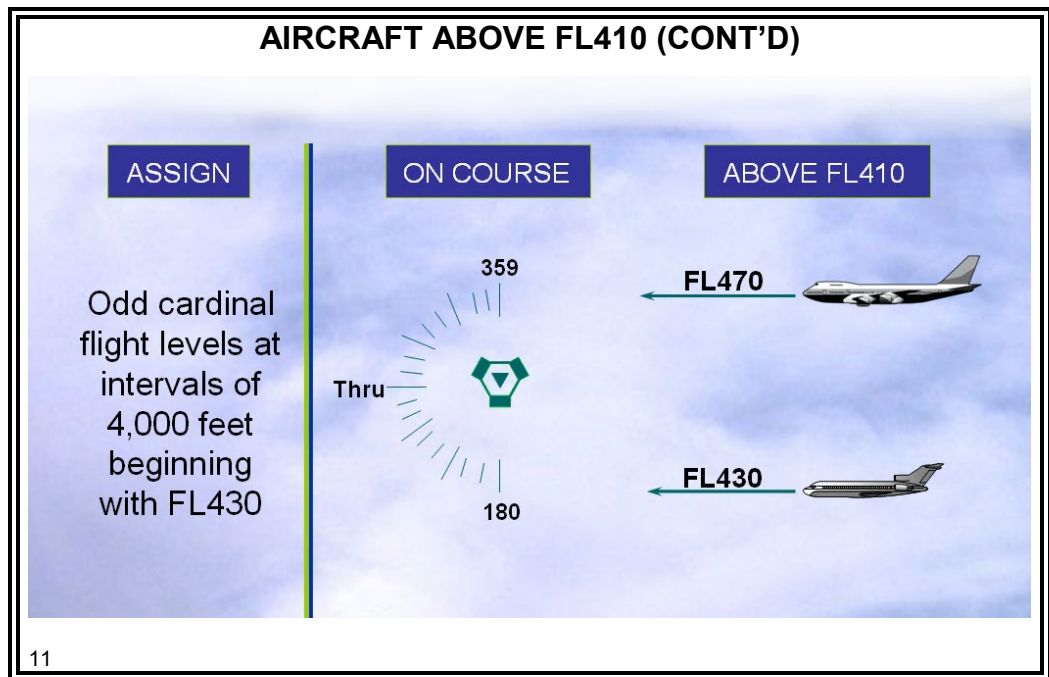 AIRCRAFT ABOVE FL410 (CONT’D)
ASSIGN
Odd cardinal
flight levels at
intervals of
4,000 feet
beginning
with FL430
ON COURSE
359
Thru
180
ABOVE FL410
FL470
FL430
11